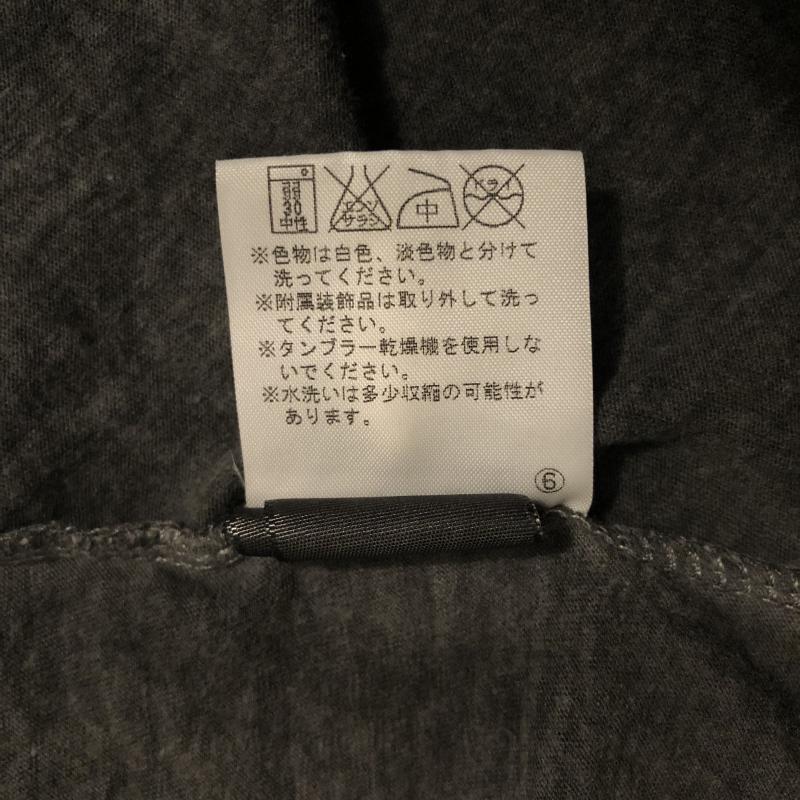 弱
30
中性
エンソ
サラシ
中
ドライ
※色物は白色、淡色物と分けて
洗ってください。
※附属装飾品は取り外して洗っ
てください。
※タンブラー乾燥機を使用しな
いでください。
※水洗いは多少収縮の可能性が
あります。
⑥